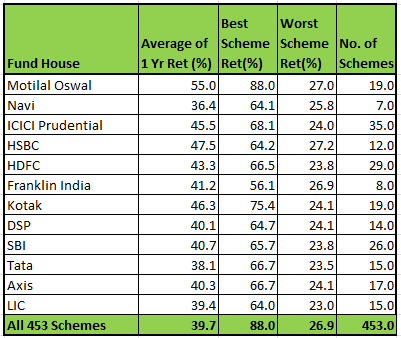 Fund House Average of 1 Yr Ret (%) Best Scheme Ret(%) Worst Scheme Ret(%) No. of Schemes
Motilal Oswal 55.0 88.0 27.0 19.0
Navi 36.4 64.1 25.8 7.0
ICICI Prudential 45.5 68.1 24.0 35.0
HSBC 47.5 64.2 27.2 12.0
HDFC 43.3 66.5 23.8 29.0
Franklin India 41.2 56.1 26.9 8.0
Kotak 46.3 75.4 24.1 19.0
DSP 40.1 64.7 24.1 14.0
SBI 40.7 65.7 23.8 26.0
Tata 38.1 66.7 23.5 15.0
Axis 40.3 66.7 24.1 17.0
LIC 39.4 64.0 23.0 15.0
All 453 Schemes 39.7 88.0 26.9 453.0